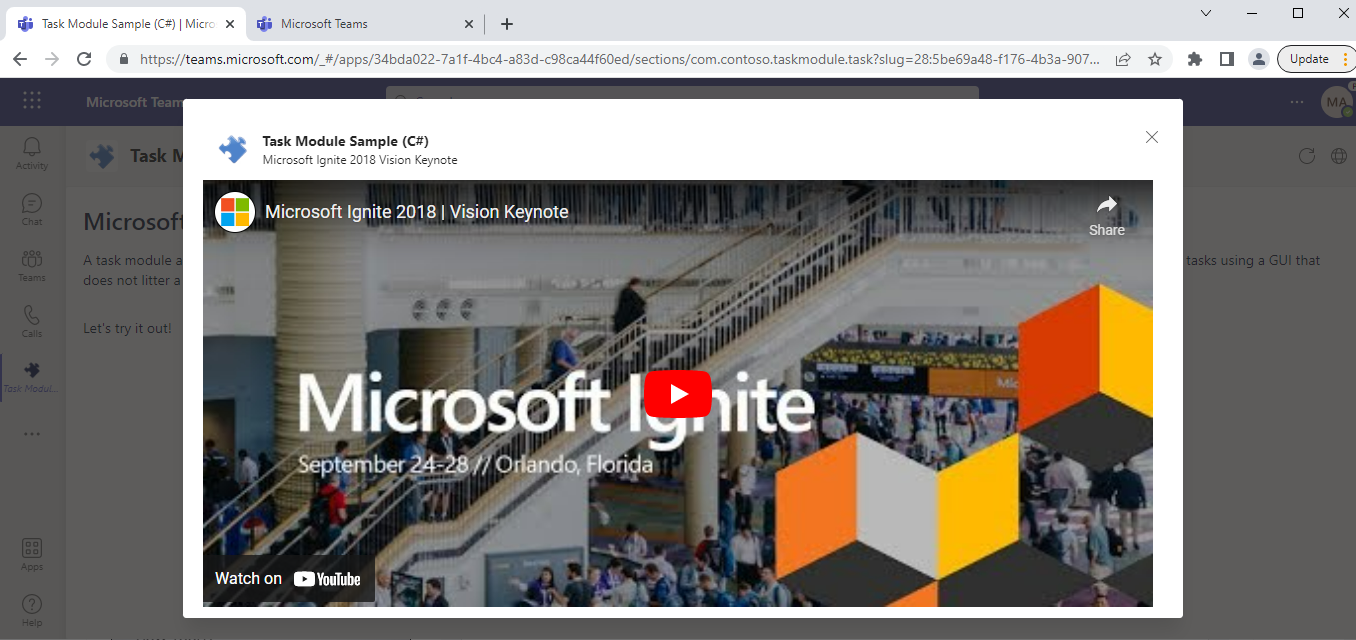 Task Module Sample (C#) | Micro
Microsoft Teams
https://teams.microsoft.com/_#/apps/34bda022-7a1f-4bc4-a83d-c98ca44f60ed/sections/com.contoso.taskmodule.task?slug=28:5be69a48-f176-4b3a-907...
Update
Microsoft Team
MA
Activity
Chat
Teams
Calls
Task Modul...
Apps
Help
Task M
Microsoft
A task module a
tasks using a GUI that
does not litter a
Let's try it out!
Task Module Sample (C#)
Microsoft Ignite 2018 Vision Keynote
Microsoft Ignite 2018 | Vision Keynote
Share
Mic
Microsoft Ignite
September 24-28 // Orlando, Florida
Watch on YouTube